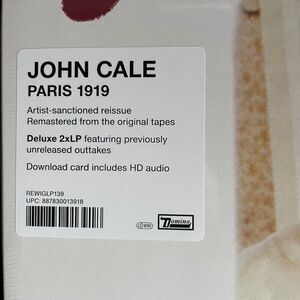 JOHN CALE
PARIS 1919
Artist-sanctioned reissue
Remastered from the original tapes
Deluxe 2xLP featuring previously
unreleased outtakes
Download card includes HD audio
REWIGLP139
UPC: 887830013918
Domino